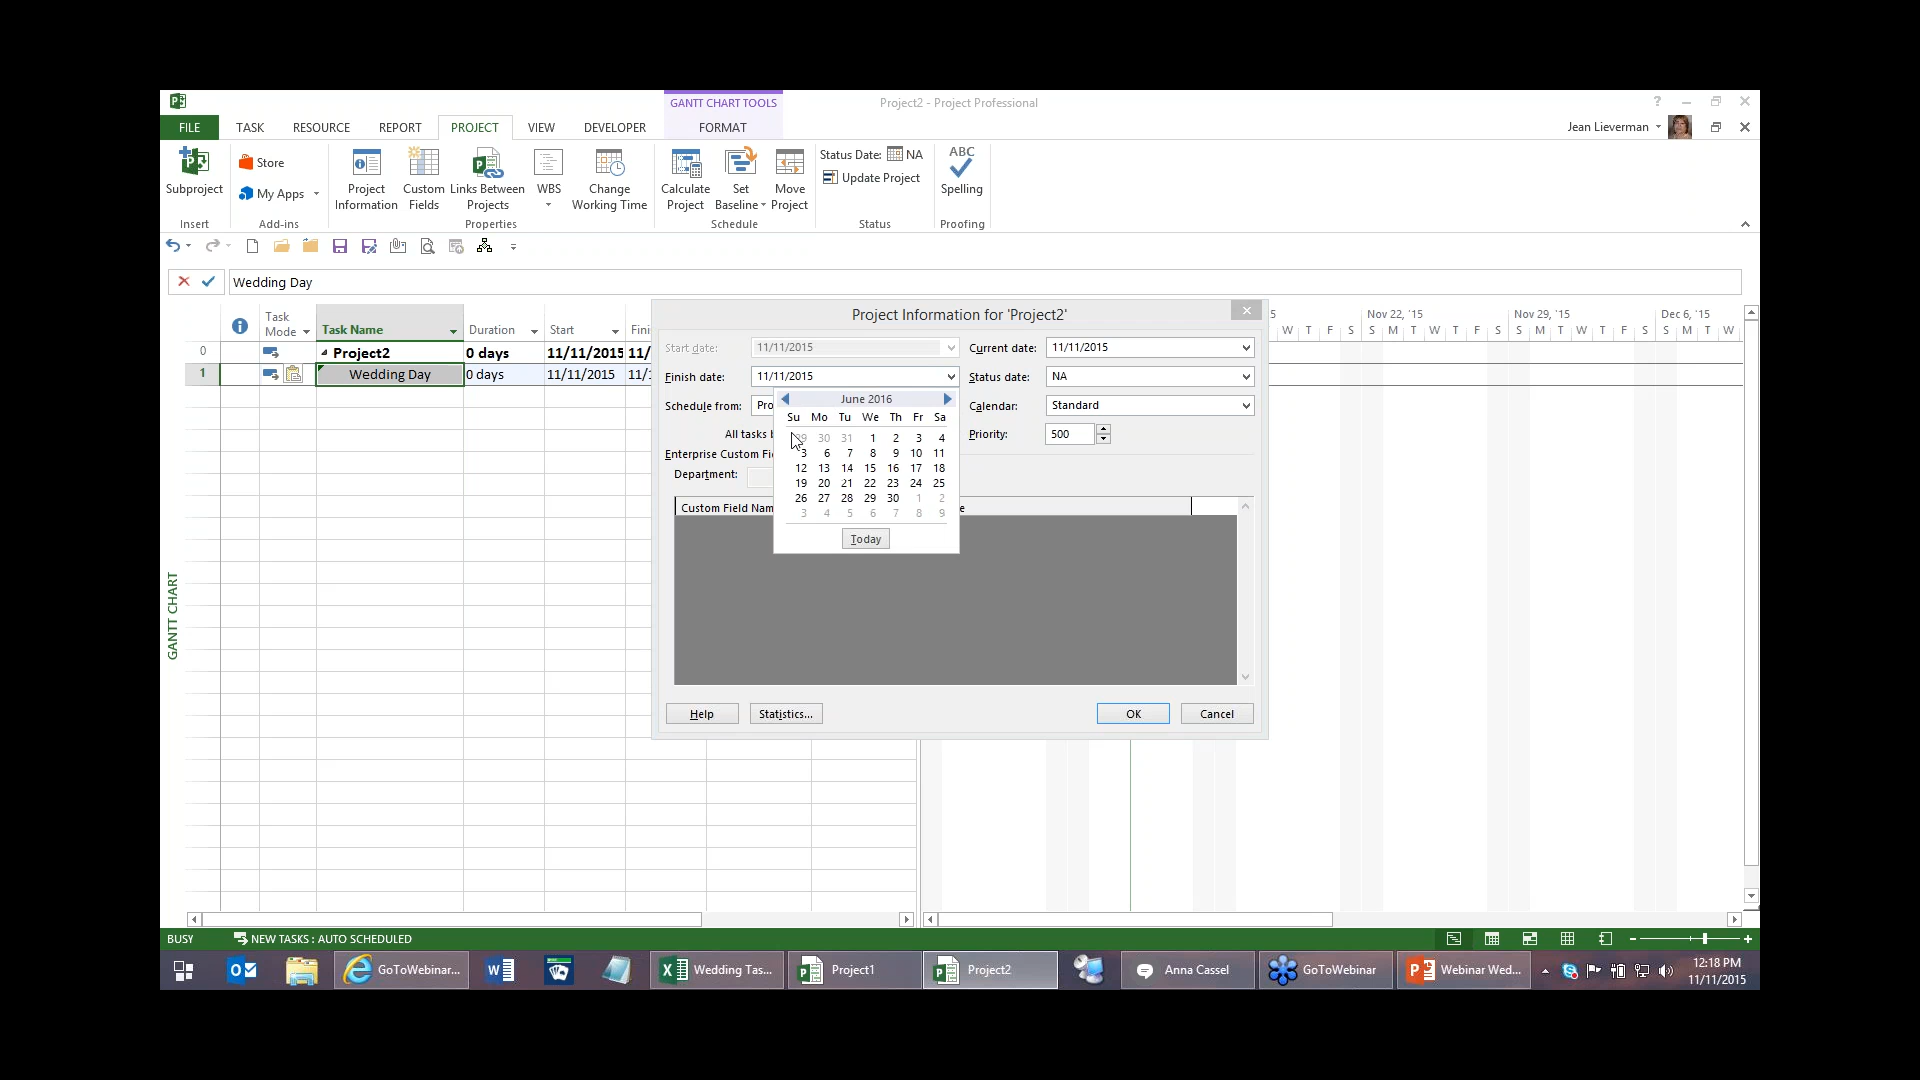 GANTT CHART TOOLS
Project2 - Project Professional
?
FILE TASK RESOURCE REPORT PROJECT VIEW DEVELOPER FORMAT
Jean Lieverman
Subproject
Store
My Apps
Project Information
Custom Fields
Links Between Projects
WBS
Change Working Time
Calculate Project
Set Baseline
Move Project
Status Date: NA
Update Project
ABC
Spelling
Insert Add-ins Properties Schedule Status Proofing
Wedding Day
Task Mode Task Name Duration Start
0 Project2 0 days 11/11/2015
1 Wedding Day 0 days 11/11/2015
Project Information for 'Project2'
Start date: 11/11/2015 Current date: 11/11/2015
Finish date: 11/11/2015 Status date: NA
Schedule from: Calendar: Standard
All tasks
Priority: 500
Enterprise Custom
Department:
Custom Field
June 2016
Su Mo Tu We Th Fr Sa
30 31 1 2 3 4
6 7 8 9 10 11
12 13 14 15 16 17 18
19 20 21 22 23 24 25
26 27 28 29 30 1 2
3 4 5 6 7 8 9
Today
Help Statistics... OK Cancel
Nov 22, '15 Nov 29, '15 Dec 6, '15
W T F S S M T W T F S S M T W T F S S M T W
GANTT CHART
BUSY NEW TASKS : AUTO SCHEDULED
GoToWebinar... Wedding Tas... Project1 Project2 Anna Cassel GoToWebinar Webinar Wed...
12:18 PM
11/11/2015